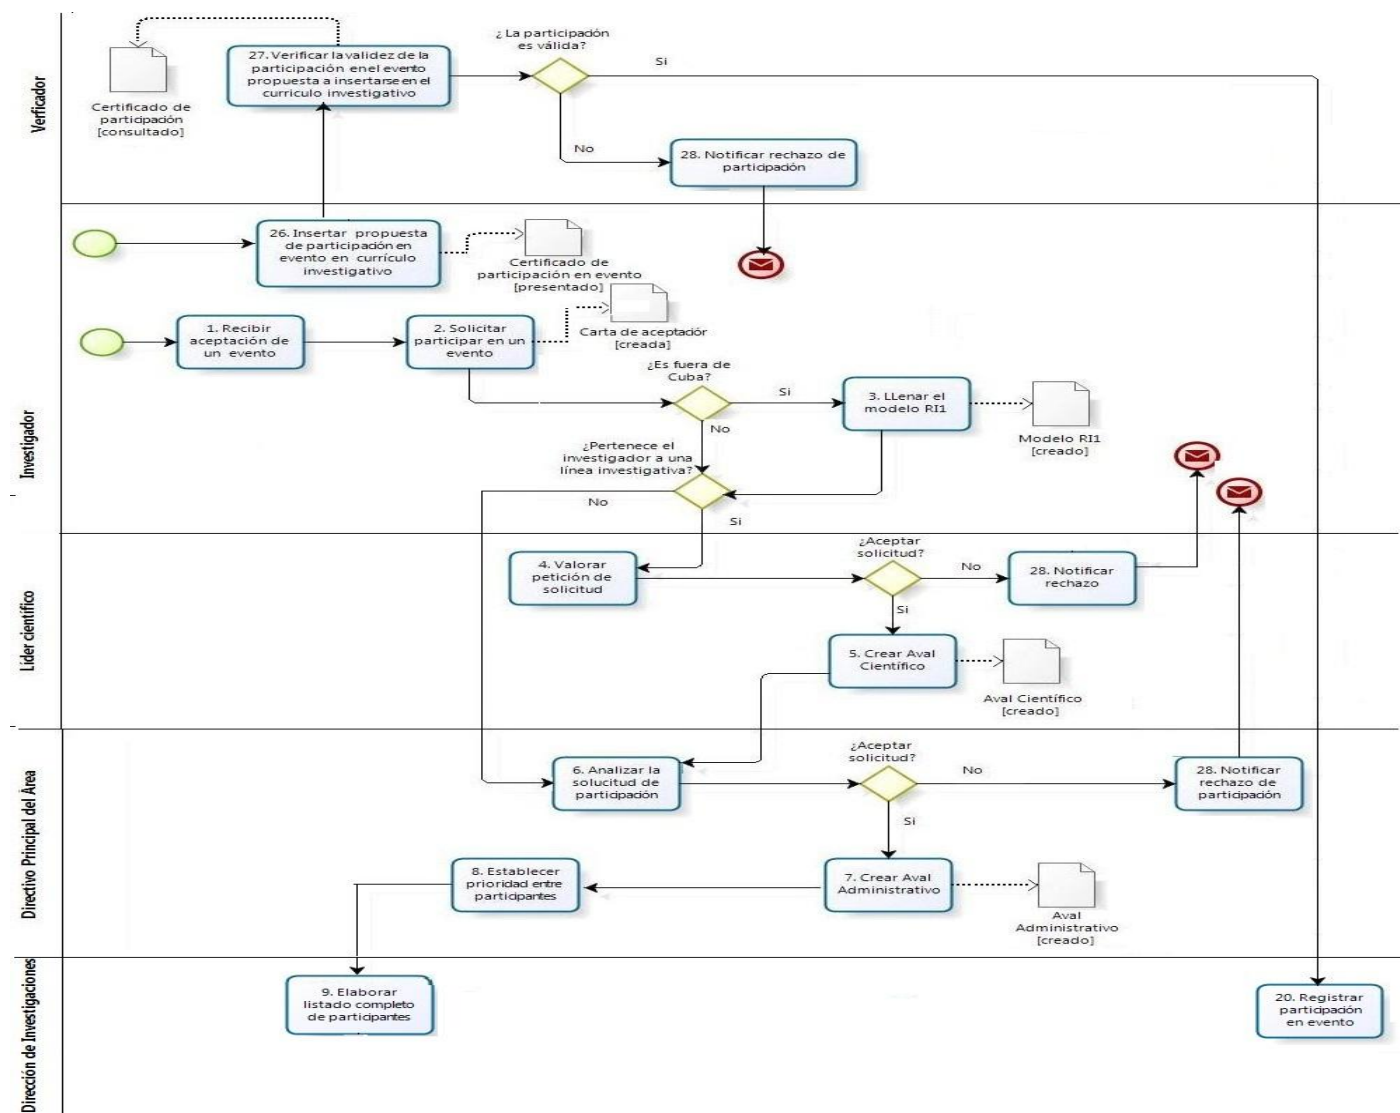 Verficador
¿La participación
es válida?
Si
27. Verificar la validez de la
participación en el evento
propuesta a insertarse en el
curriculo investigativo
Certificado de
participación
[consultado]
No
28. Notificar rechazo de
participación
Investigador
26. Insertar propuesta
de participación en
evento en currículo
investigativo
Certificado de
participación en evento
[presentado]
1. Recibir
aceptación de
un evento
2. Solicitar
participar en un
evento
Carta de aceptación
[creada]
¿Es fuera de
Cuba?
Si
3. LLenar el
modelo RI1
Modelo RI1
[creado]
No
¿Pertenece el
investigador a una
línea investigativa?
No
Si
Lider científico
4. Valorar
petición de
solicitud
¿Aceptar
solicitud?
No
28. Notificar
rechazo
Si
5. Crear Aval
Científico
Aval Científico
[creado]
Directivo Principal del Área
6. Analizar la
solucitud de
participación
¿Aceptar
solicitud?
No
28. Notificar
rechazo de
participación
Si
8. Establecer
prioridad entre
participantes
7. Crear Aval
Administrativo
Aval
Administrativo
[creado]
Dirección de Investigaciones
9. Elaborar
listado completo
de participantes
20. Registrar
participación
en evento